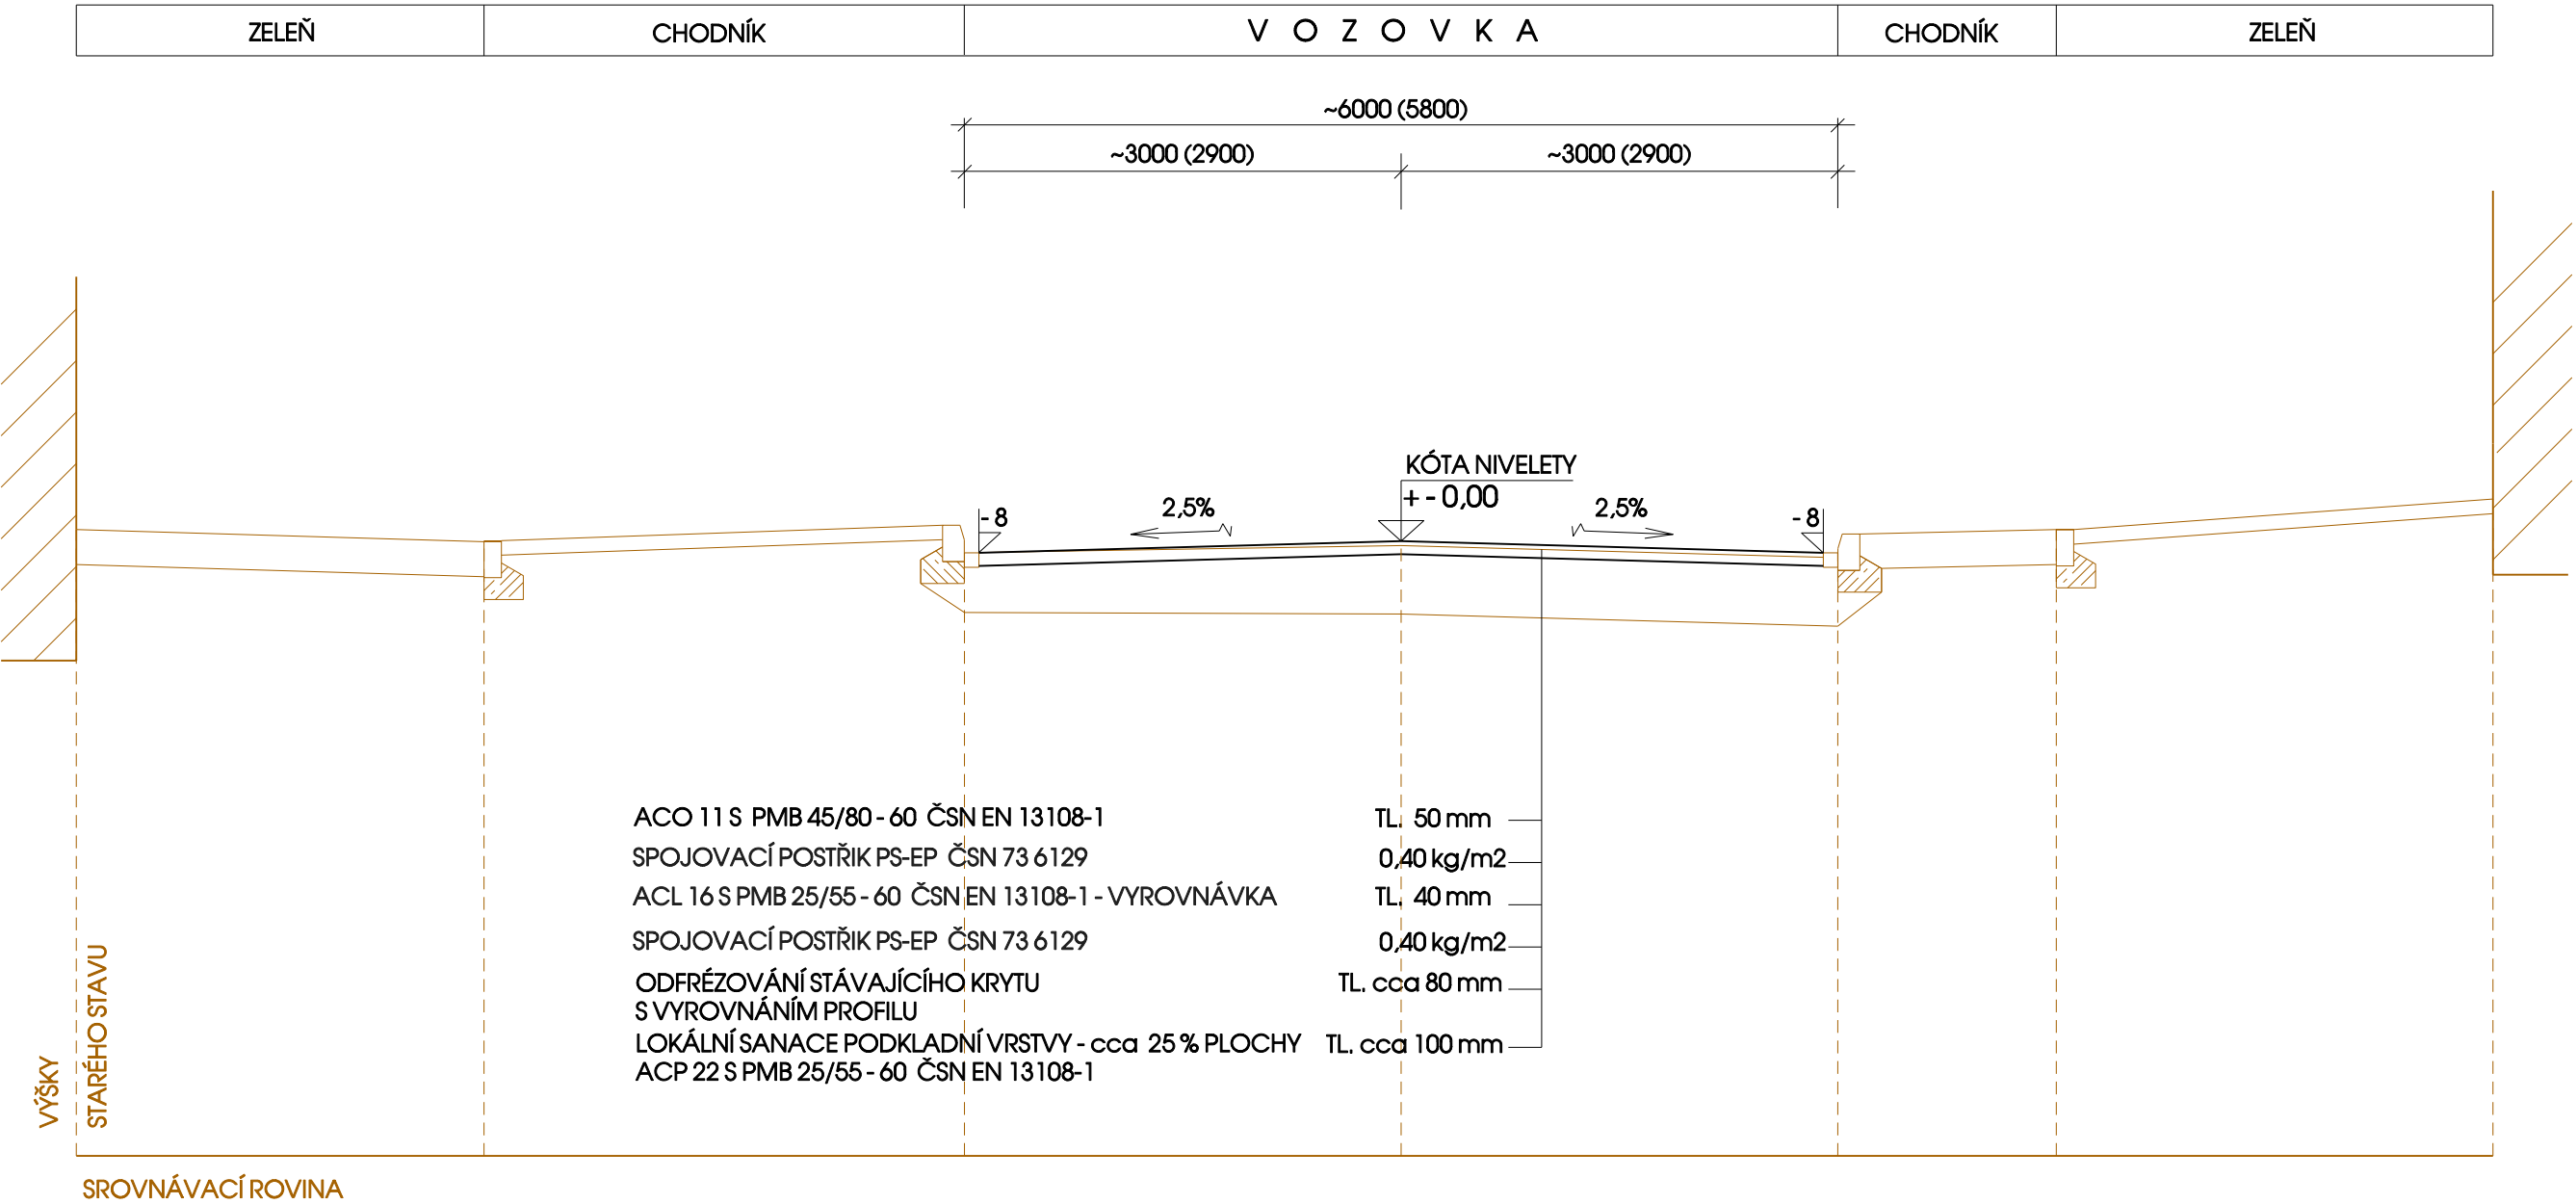 ZELEŇ CHODNÍK VOZOVKA CHODNÍK ZELEŇ
~6000 (5800)
~3000 (2900) ~3000 (2900)
KÓTA NIVELETY
+ - 0,00
- 8 2,5% 2,5% - 8
ACO 11 S PMB 45/80 - 60 ČSN EN 13108-1 TL. 50 mm
SPOJOVACÍ POSTŘIK PS-EP ČSN 73 6129 0,40 kg/m2
ACL 16 S PMB 25/55 - 60 ČSN EN 13108-1 - VYROVNÁVKA TL. 40 mm
SPOJOVACÍ POSTŘIK PS-EP ČSN 73 6129 0,40 kg/m2
ODFRÉZOVÁNÍ STÁVAJÍCÍHO KRYTU TL. cca 80 mm
S VYROVNÁNÍM PROFILU
LOKÁLNÍ SANACE PODKLADNÍ VRSTVY - cca 25 % PLOCHY TL. cca 100 mm
ACP 22 S PMB 25/55 - 60 ČSN EN 13108-1
VÝŠKY
STARÉHO STAVU
SROVNÁVACÍ ROVINA